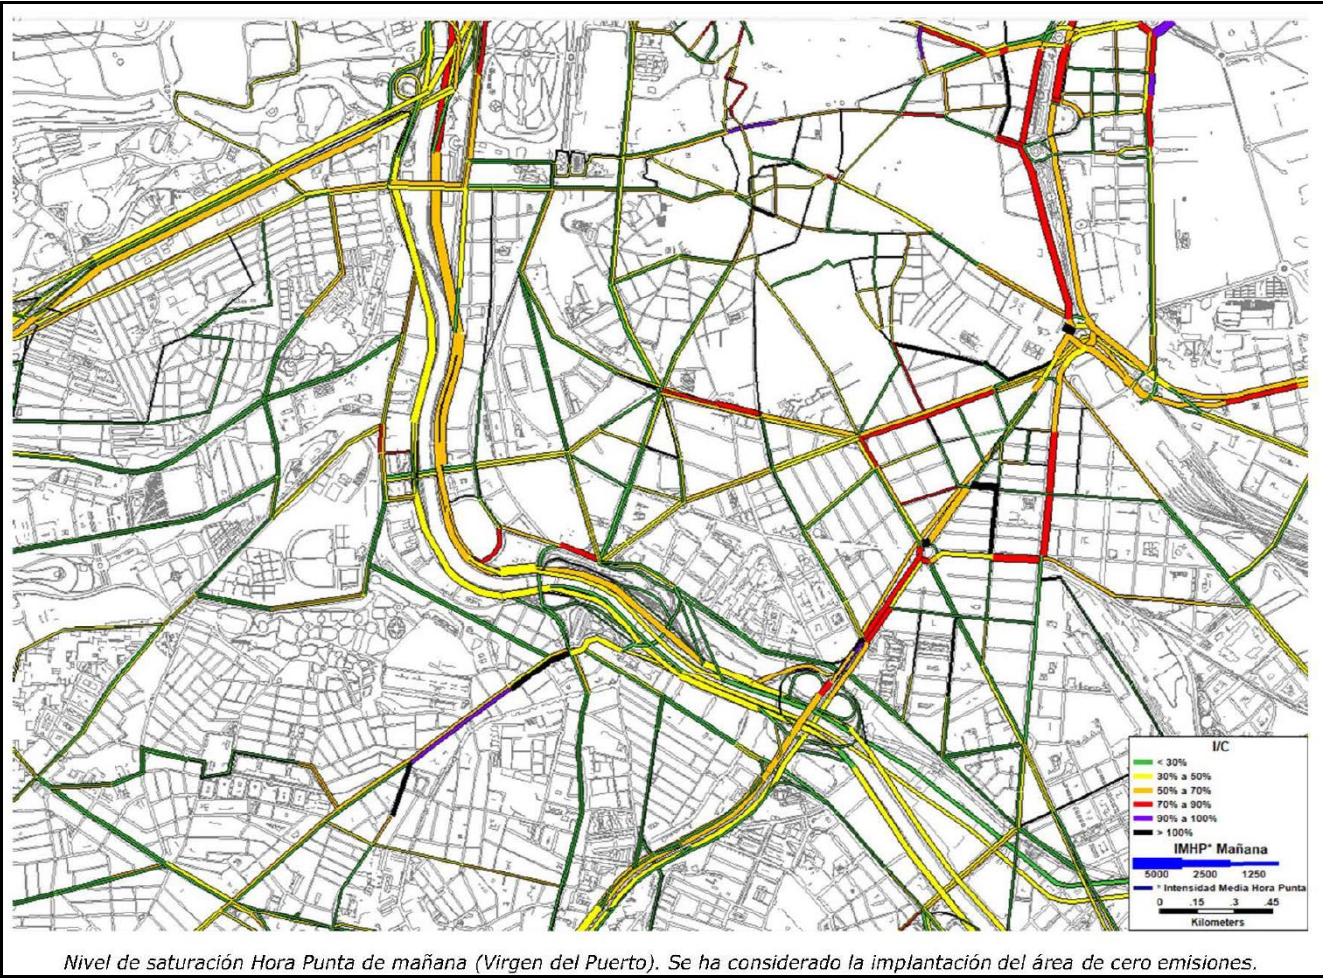 I/C
< 30%
30% a 50%
50% a 70%
70% a 90%
90% a 100%
> 100%
IMHP* Mañana
5000 2500 1250
* Intensidad Media Hora Punta
0 .15 .3 .45
Kilometers
Nivel de saturación Hora Punta de mañana (Virgen del Puerto). Se ha considerado la implantación del área de cero emisiones.